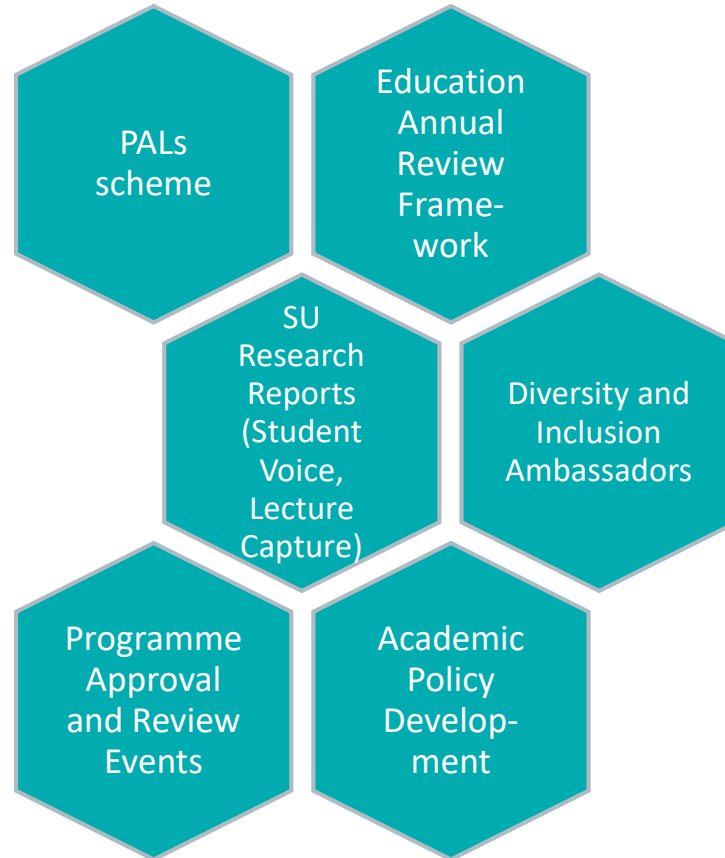 PALs
scheme
Education
Annual
Review
Frame-
work
SU
Research
Reports
(Student
Voice,
Lecture
Capture)
Diversity and
Inclusion
Ambassadors
Programme
Approval
and Review
Events
Academic
Policy
Develop-
ment